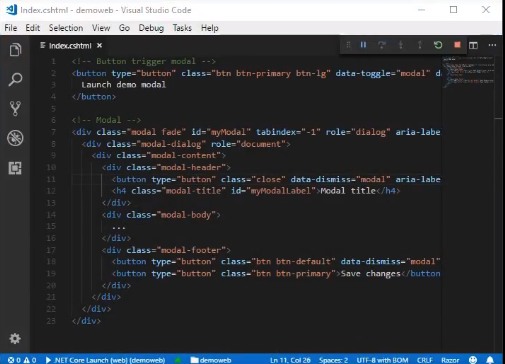 Index.cshtml - demoweb - Visual Studio Code
File Edit Selection View Go Debug Tasks Help
Index.cshtml
1 <!-- Button trigger modal -->
2 <button type="button" class="btn btn-primary btn-lg" data-toggle="modal" da
3 Launch demo modal
4 </button>
5
6 <!-- Modal -->
7 <div class="modal fade" id="myModal" tabindex="-1" role="dialog" aria-label
8 <div class="modal-dialog" role="document">
9 <div class="modal-content">
10 <div class="modal-header">
11 <button type="button" class="close" data-dismiss="modal" aria-label
12 <h4 class="modal-title" id="myModalLabel">Modal title</h4>
13 </div>
14 <div class="modal-body">
15 ...
16 </div>
17 <div class="modal-footer">
18 <button type="button" class="btn btn-default" data-dismiss="modal"
19 <button type="button" class="btn btn-primary">Save changes</button
20 </div>
21 </div>
22 </div>
23 </div>
0 0 .NET Core Launch (web) (demoweb) demoweb Ln 11, Col 26 Spaces: 2 UTF-8 with BOM CRLF Razor